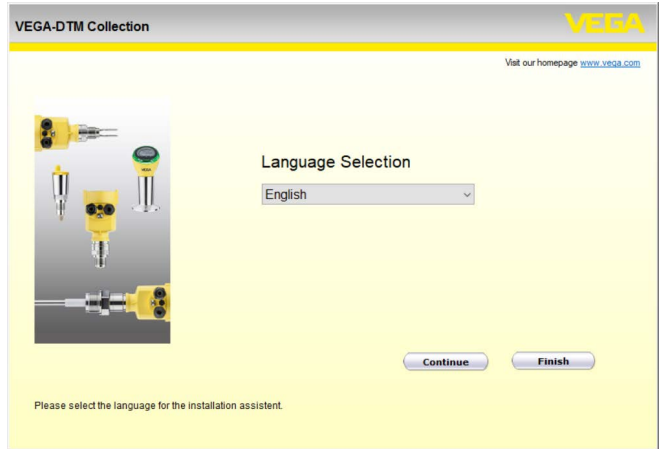 VEGA-DTM Collection
VEGA
Visit our homepage www.vega.com
Language Selection
English
Continue
Finish
Please select the language for the installation assistent.